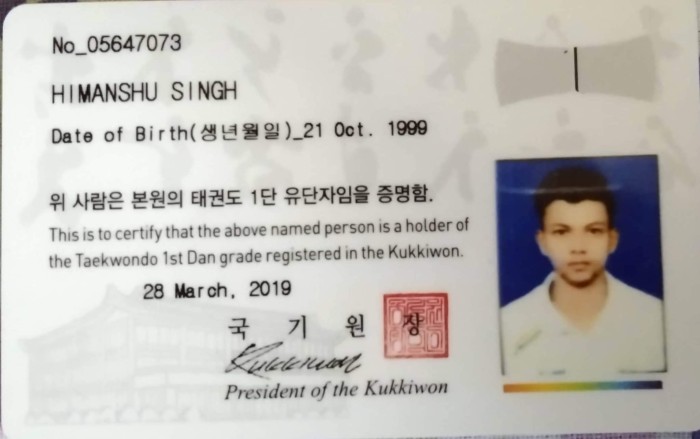 No_05647073
HIMANSHU SINGH
Date of Birth(생년월일)_21 Oct. 1999
위 사람은 본원의 태권도 1단 유단자임을 증명함.
This is to certify that the above named person is a holder of
the Taekwondo 1st Dan grade registered in the Kukkiwon.
28 March, 2019
국 기 원 장
Kukkiwon
President of the Kukkiwon